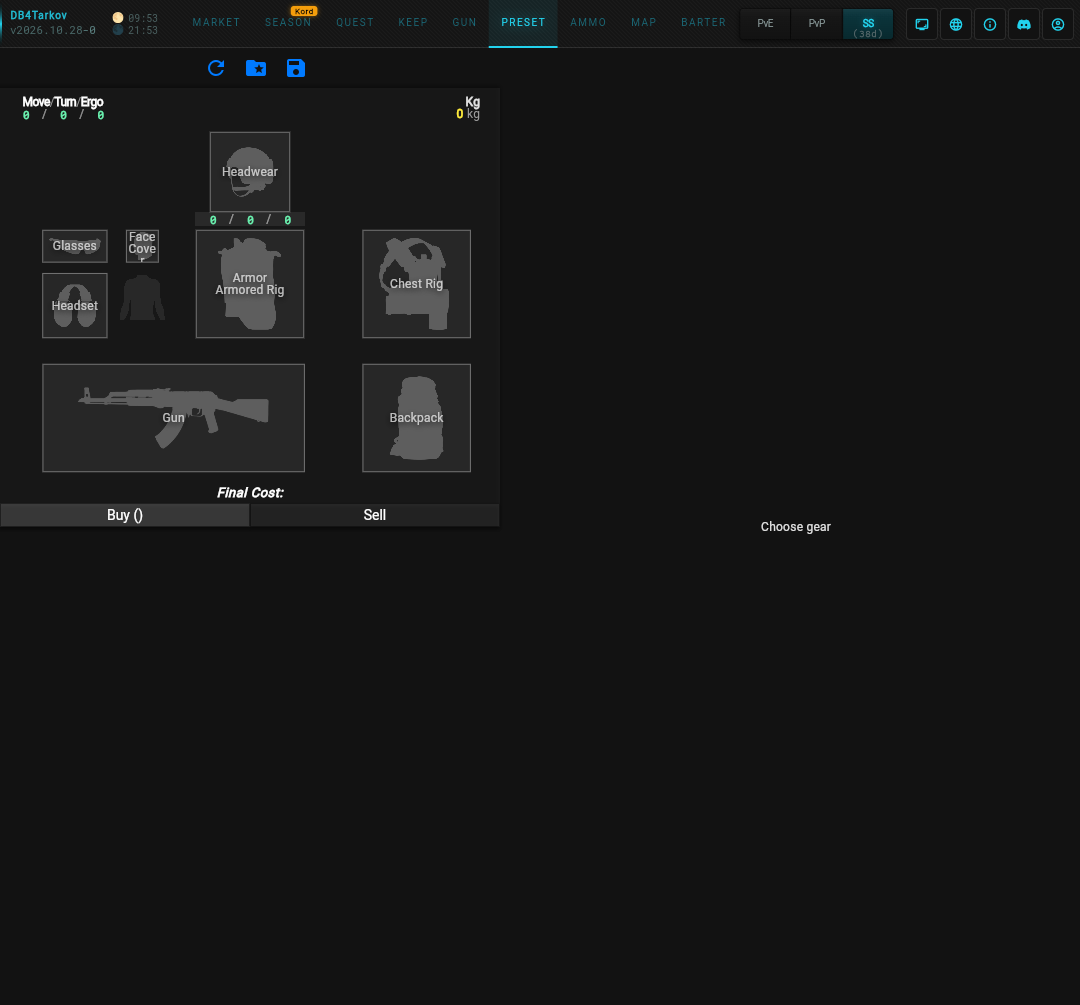 DB4Tarkov
v2026.10.28-0
🌕 09:53
🌑 21:53
MARKET
SEASON
Kord
QUEST
KEEP
GUN
PRESET
AMMO
MAP
BARTER
PvE
PvP
SS
(38d)
Move/Turn/Ergo
0 / 0 / 0
Kg
0 kg
Headwear
0 / 0 / 0
Glasses
Face
Cove
r
Headset
Armor
Armored Rig
Chest Rig
Gun
Backpack
Final Cost:
Buy ()
Sell
Choose gear